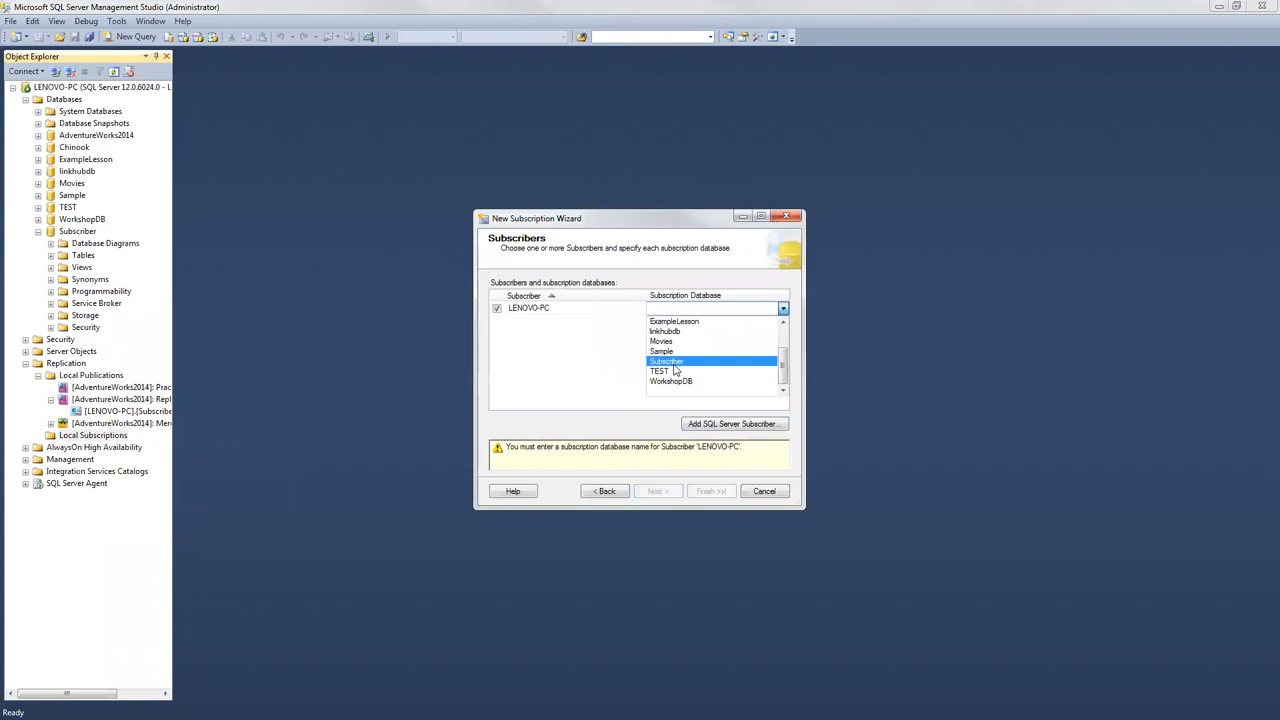 Microsoft SQL Server Management Studio (Administrator)
File Edit View Debug Tools Window Help
New Query
Object Explorer
Connect
LENOVO-PC (SQL Server 12.0.6024.0 - L
Databases
System Databases
Database Snapshots
AdventureWorks2014
Chinook
ExampleLesson
linkhubdb
Movies
Sample
TEST
WorkshopDB
Subscriber
Database Diagrams
Tables
Views
Synonyms
Programmability
Service Broker
Storage
Security
Security
Server Objects
Replication
Local Publications
[AdventureWorks2014]: Prac
[AdventureWorks2014]: Repl
[LENOVO-PC].[Subscribe
[AdventureWorks2014]: Mer
Local Subscriptions
AlwaysOn High Availability
Management
Integration Services Catalogs
SQL Server Agent
New Subscription Wizard
Subscribers
Choose one or more Subscribers and specify each subscription database.
Subscribers and subscription databases:
Subscriber Subscription Database
LENOVO-PC
ExampleLesson
linkhubdb
Movies
Sample
Subscriber
TEST
WorkshopDB
Add SQL Server Subscriber...
You must enter a subscription database name for Subscriber 'LENOVO-PC'.
Help < Back Next > Finish >>| Cancel
Ready